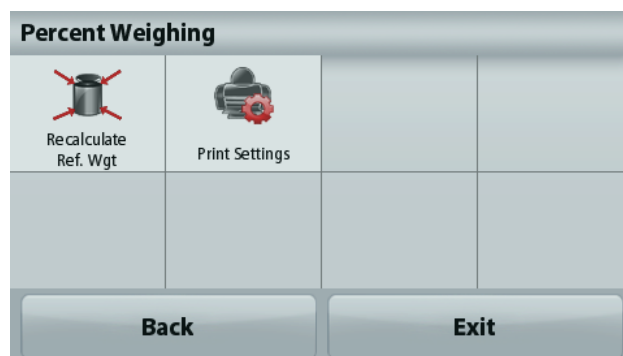 Percent Weighing
Recalculate
Ref. Wgt
Print Settings
Back
Exit